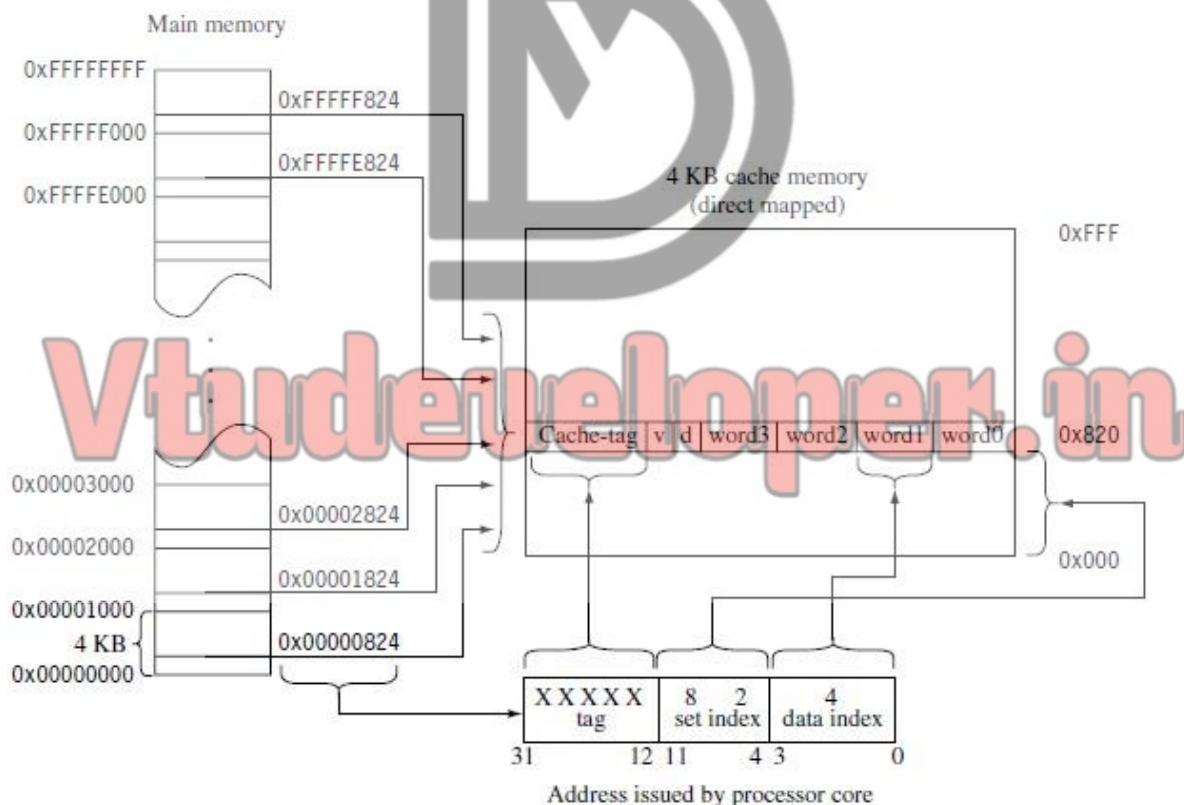 Main memory
0xFFFFFFFF
0xFFFFF824
0xFFFFF000
0xFFFFE824
0xFFFFE000
4 KB cache memory
(direct mapped)
0xFFF
Vtudeveloper.in
Cache-tag v d word3 word2 word1 word0
0x820
0x00003000
0x00002824
0x00002000
0x000
0x00001824
0x00001000
4 KB
0x00000824
0x00000000
X X X X X 8 2 4
tag set index data index
31 12 11 4 3 0
Address issued by processor core